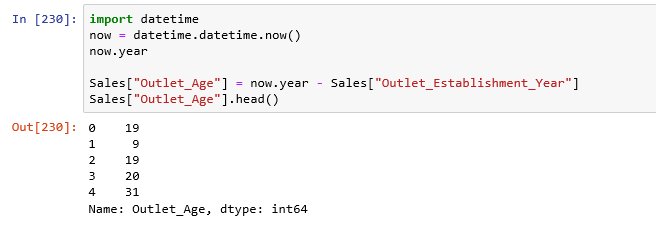 In [230]: import datetime
now = datetime.datetime.now()
now.year
Sales["Outlet_Age"] = now.year - Sales["Outlet_Establishment_Year"]
Sales["Outlet_Age"].head()
Out[230]: 0    19
1     9
2    19
3    20
4    31
Name: Outlet_Age, dtype: int64